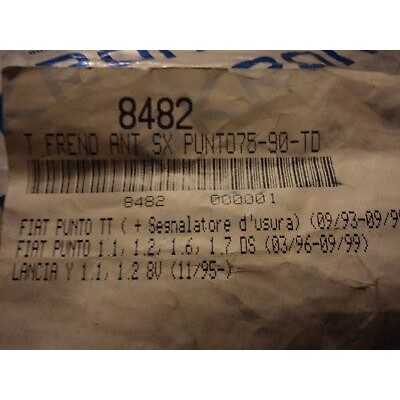 8482
T.FRENO ANT SX PUNTO75-90-TD
8482 000001
FIAT PUNTO TT ( + Segnalatore d'usura) (09/93-09/9
FIAT PUNTO 1.1, 1.2, 1.6, 1.7 DS (03/96-09/99)
LANCIA Y 1.1, 1.2 8V (11/95-)